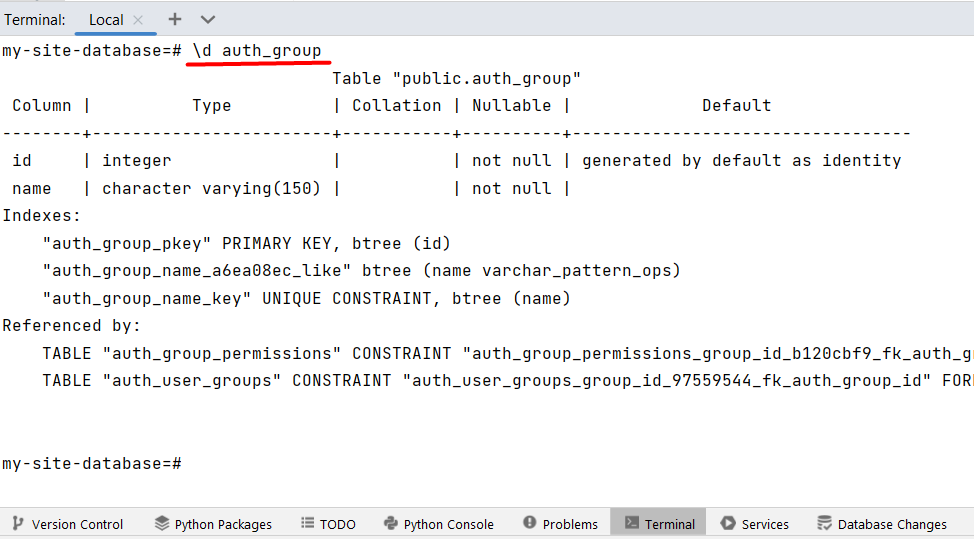 Terminal: Local × + 
my-site-database=# \d auth_group
                                 Table "public.auth_group"
 Column |          Type          | Collation | Nullable |             Default
--------+------------------------+-----------+----------+----------------------------------
 id     | integer                |           | not null | generated by default as identity
 name   | character varying(150) |           | not null |
Indexes:
    "auth_group_pkey" PRIMARY KEY, btree (id)
    "auth_group_name_a6ea08ec_like" btree (name varchar_pattern_ops)
    "auth_group_name_key" UNIQUE CONSTRAINT, btree (name)
Referenced by:
    TABLE "auth_group_permissions" CONSTRAINT "auth_group_permissions_group_id_b120cbf9_fk_auth_g
    TABLE "auth_user_groups" CONSTRAINT "auth_user_groups_group_id_97559544_fk_auth_group_id" FOR
my-site-database=#
Version Control Python Packages TODO Python Console Problems Terminal Services Database Changes